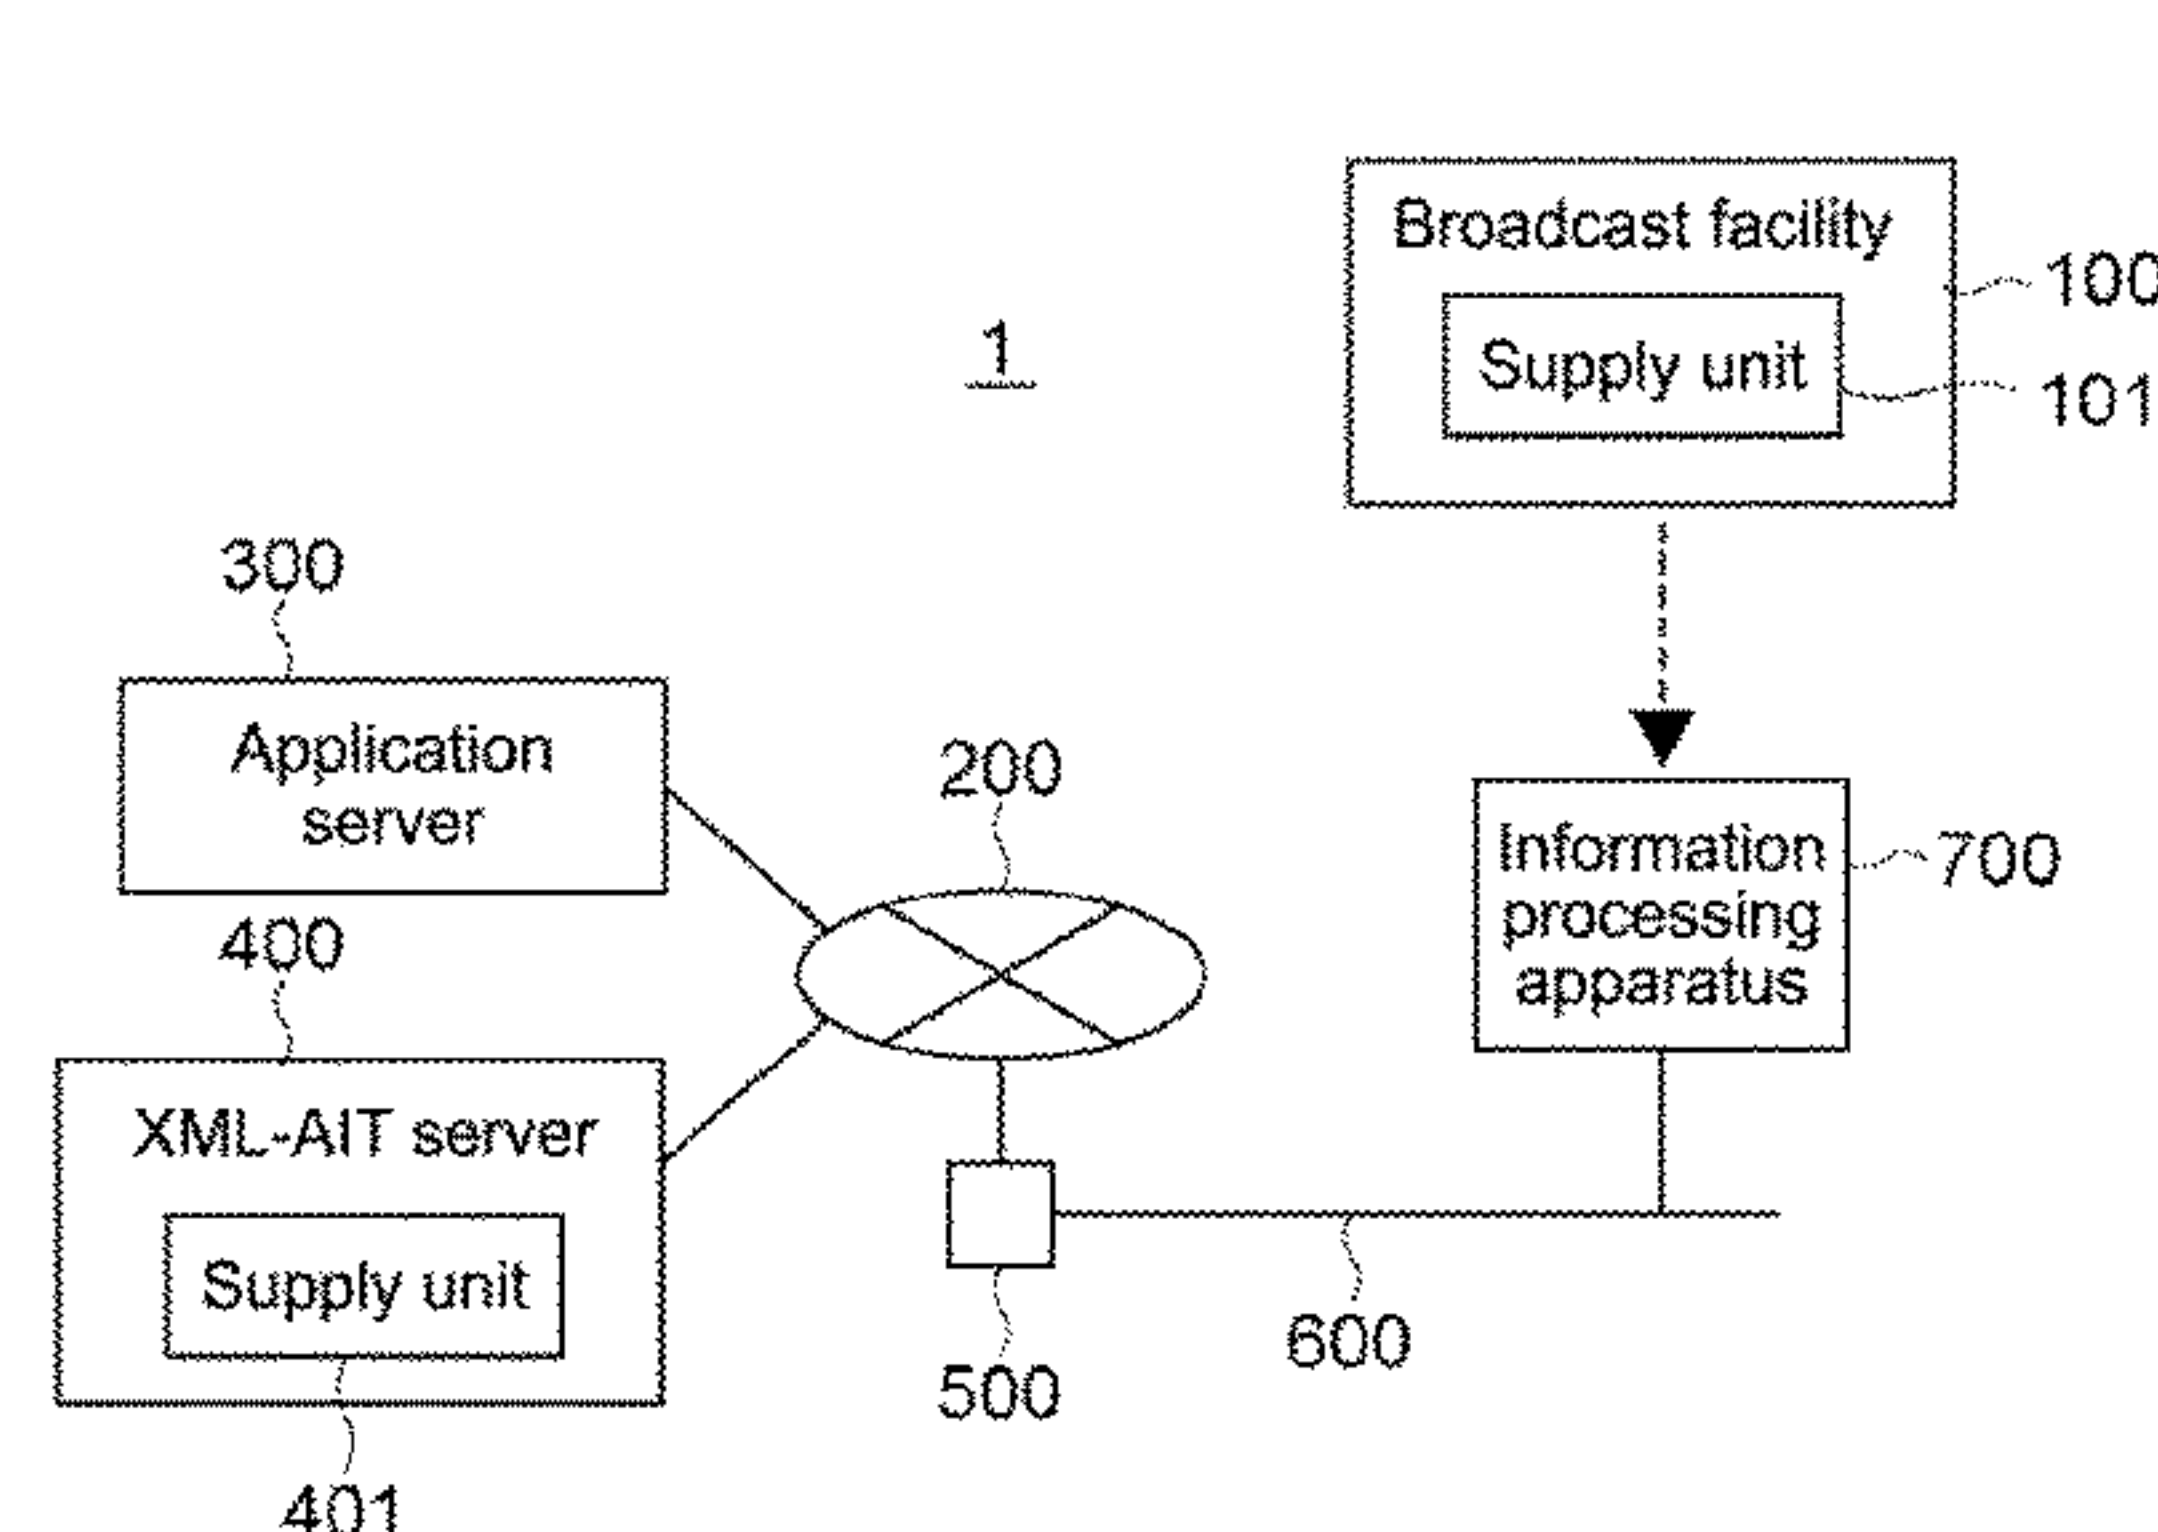 Broadcast facility
100
1
Supply unit
101
300
Application
server
200
Information
processing
apparatus
700
400
XML-AIT server
Supply unit
600
500
401